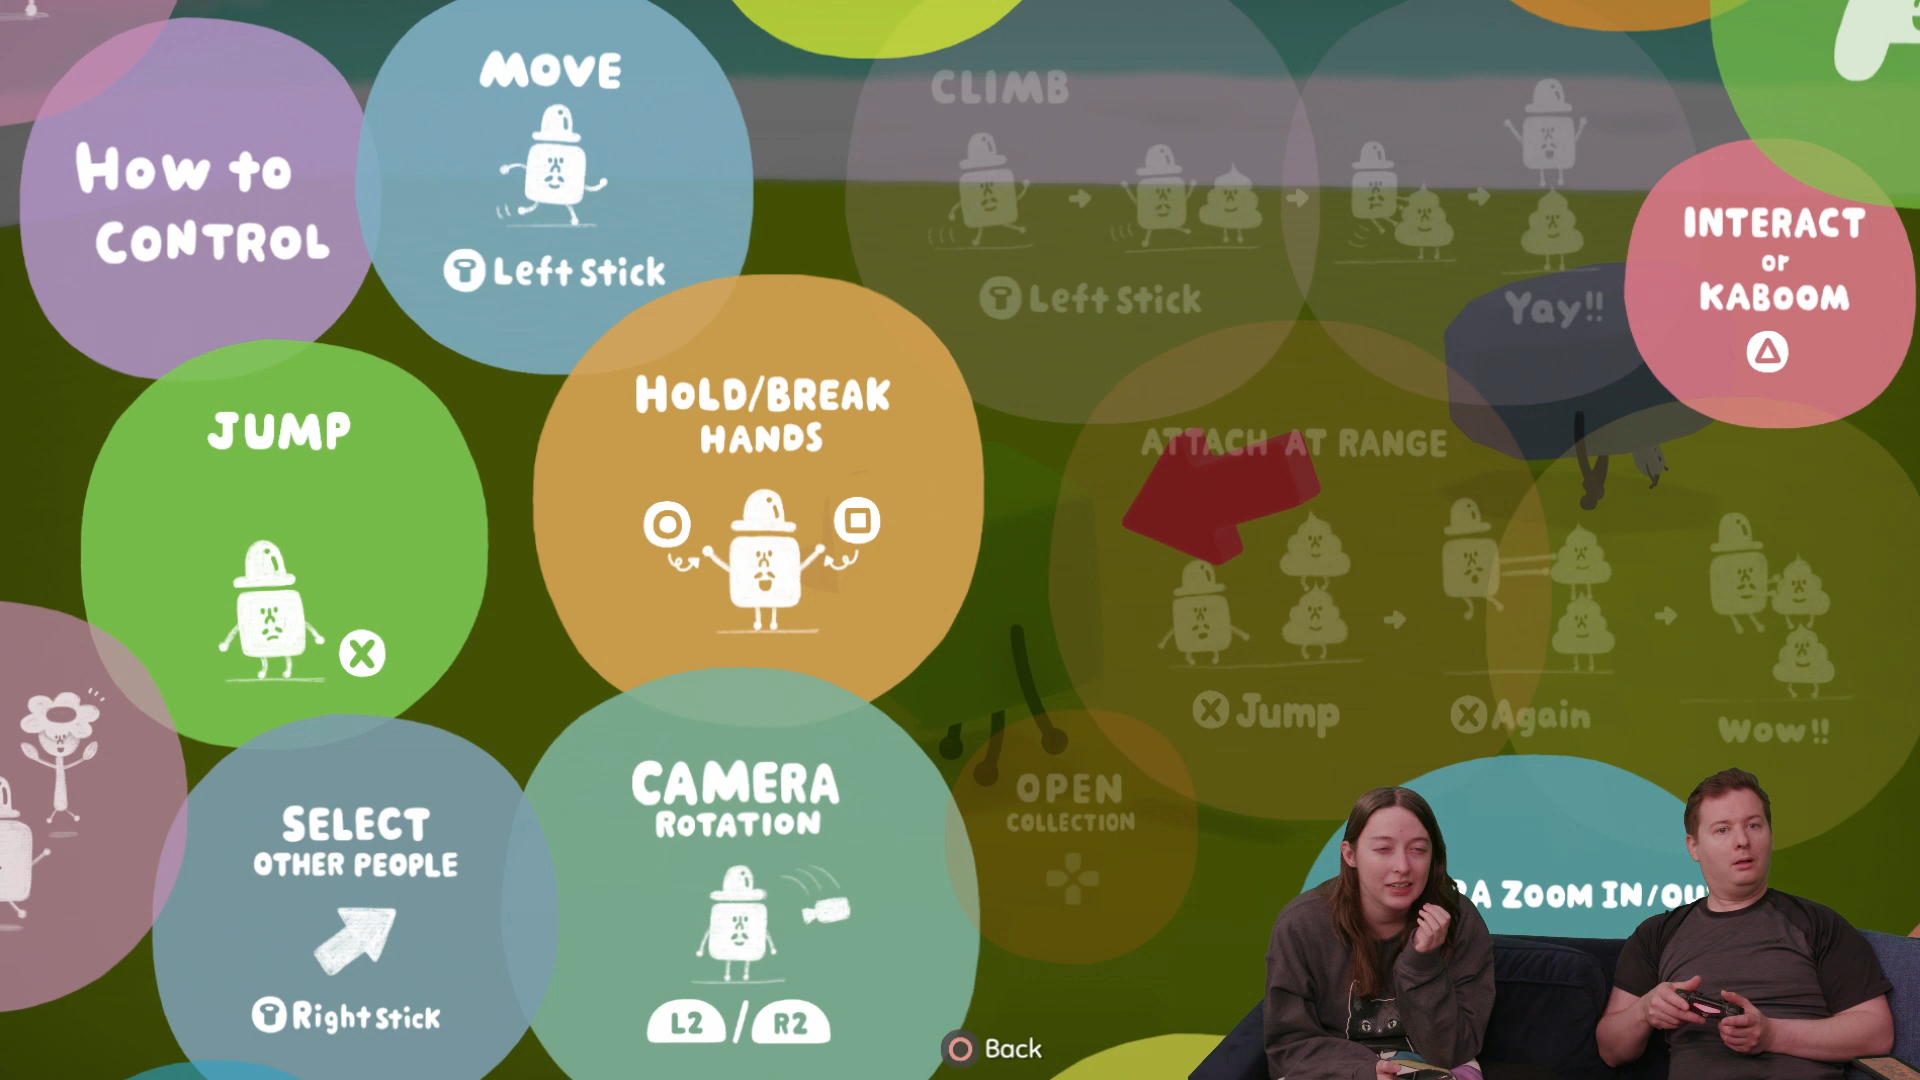 How to
CONTROL
MOVE
Left Stick
CLIMB
Left Stick
Yay!!
INTERACT
or
KABOOM
JUMP
HOLD/BREAK
HANDS
ATTACH AT RANGE
Jump
Again
Wow!!
SELECT
OTHER PEOPLE
Right Stick
CAMERA
ROTATION
L2 / R2
OPEN
COLLECTION
ZOOM IN/
Back